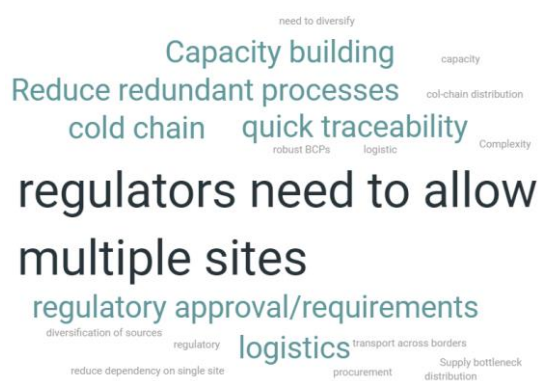 need to diversify
Capacity building
capacity
Reduce redundant processes
col-chain distribution
cold chain
quick traceability
robust BCPs
logistic
Complexity
regulators need to allow
multiple sites
regulatory approval/requirements
diversification of sources
regulatory
logistics
transport across borders
reduce dependency on single site
procurement
Supply bottleneck
distribution